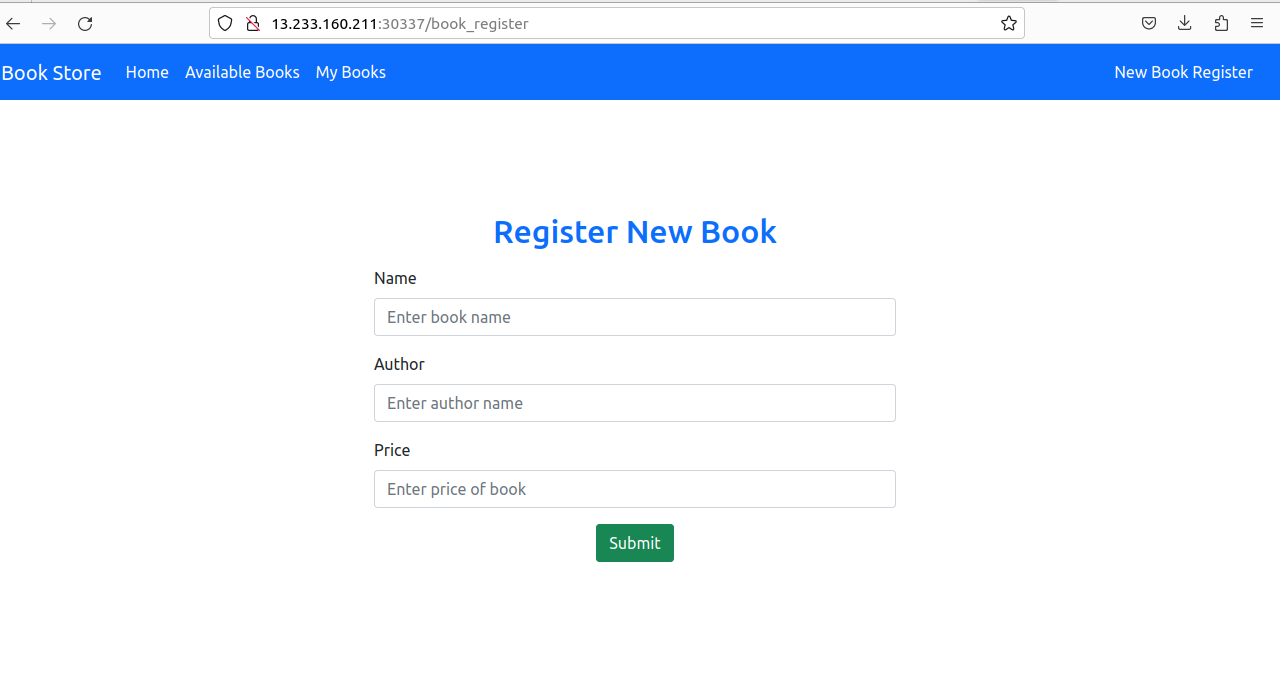 13.233.160.211:30337/book_register
Book Store Home Available Books My Books New Book Register
Register New Book
Name
Enter book name
Author
Enter author name
Price
Enter price of book
Submit